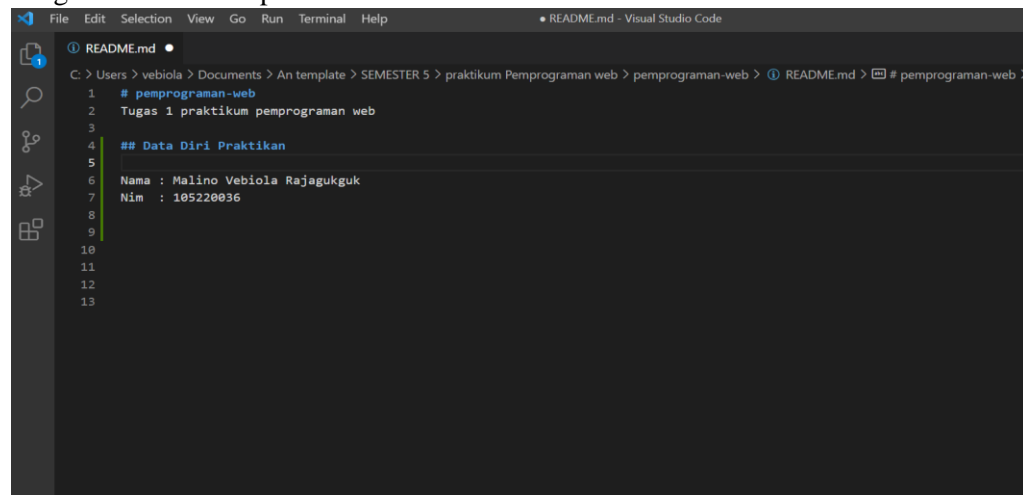 File Edit Selection View Go Run Terminal Help
● README.md - Visual Studio Code
README.md ●
C: > Users > vebiola > Documents > An template > SEMESTER 5 > praktikum Pemprograman web > pemprograman-web > README.md > # pemprograman-web >
1 # pemprograman-web
2 Tugas 1 praktikum pemprograman web
3
4 ## Data Diri Praktikan
5
6 Nama : Malino Vebiola Rajagukguk
7 Nim : 105220036
8
9
10
11
12
13
1